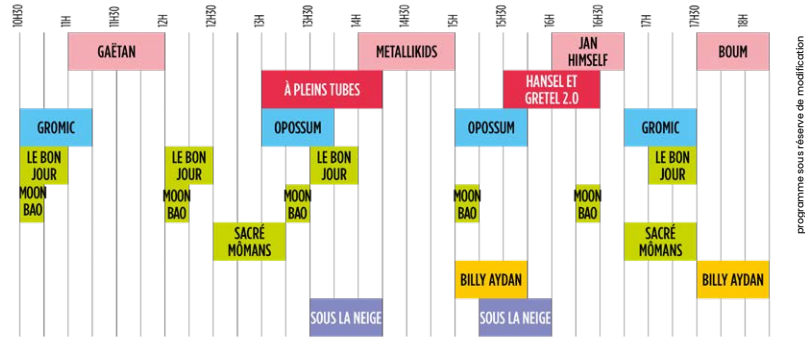 10H30 11H 11H30 12H 12H30 13H 13H30 14H 14H30 15H 15H30 16H 16H30 17H 17H30 18H
GAËTAN
METALLIKIDS
JAN
HIMSELF
BOUM
À PLEINS TUBES
HANSEL ET
GRETEL 2.0
GROMIC
OPOSSUM
OPOSSUM
GROMIC
LE BON
JOUR
LE BON
JOUR
LE BON
JOUR
LE BON
JOUR
MOON
BAO
MOON
BAO
MOON
BAO
MOON
BAO
MOON
BAO
SACRÉ
MÔMANS
SACRÉ
MÔMANS
BILLY AYDAN
BILLY AYDAN
SOUS LA NEIGE
SOUS LA NEIGE
programme sous réserve de modification